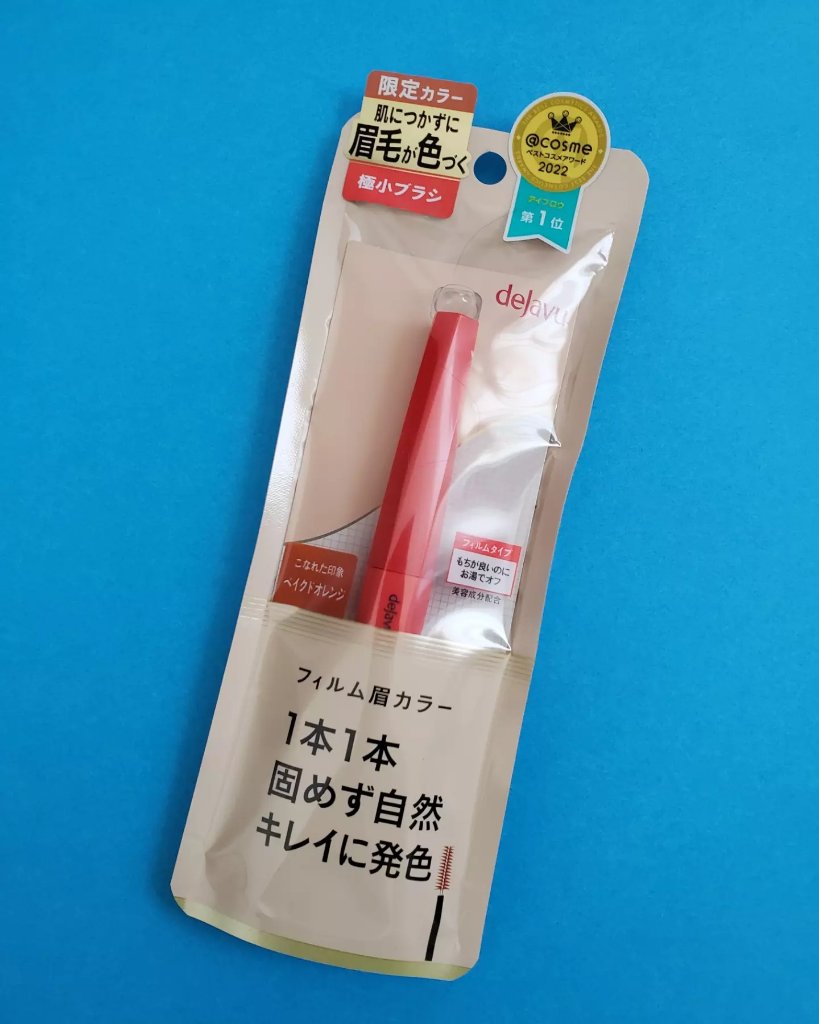 限定カラー
肌につかずに
眉毛が色づく
極小ブラシ
@cosme
ベストコスメアワード
2022
アイブロウ
第1位
dejavu
こなれた印象
ベイクドオレンジ
フィルムタイプ
もちが良いのに
お湯でオフ
美容成分配合
dejavu
フィルム眉カラー
1本1本
固めず自然
キレイに発色